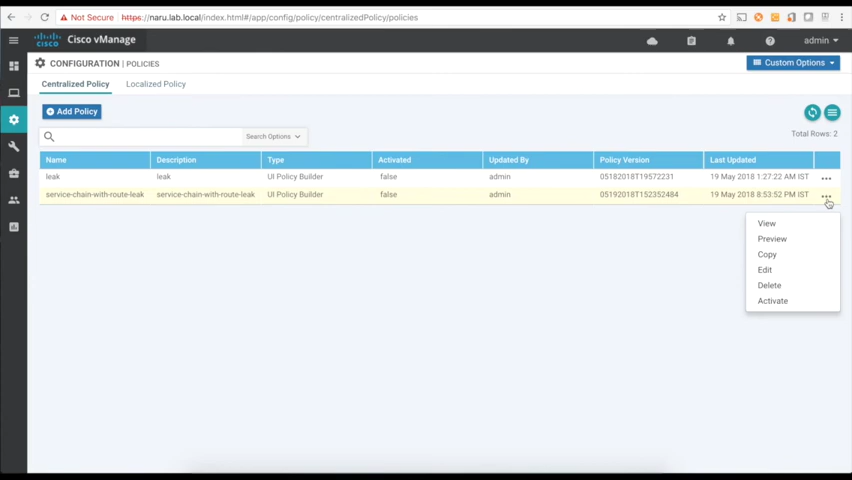 Not Secure https://naru.lab.local/index.html#/app/config/policy/centralizedPolicy/policies
CISCO Cisco vManage admin
CONFIGURATION | POLICIES Custom Options
Centralized Policy Localized Policy
Add Policy
Search Options
Total Rows: 2
Name Description Type Activated Updated By Policy Version Last Updated
leak leak UI Policy Builder false admin 05182018T19572231 19 May 2018 1:27:22 AM IST
service-chain-with-route-leak service-chain-with-route-leak UI Policy Builder false admin 05192018T152352484 19 May 2018 8:53:52 PM IST
View
Preview
Copy
Edit
Delete
Activate